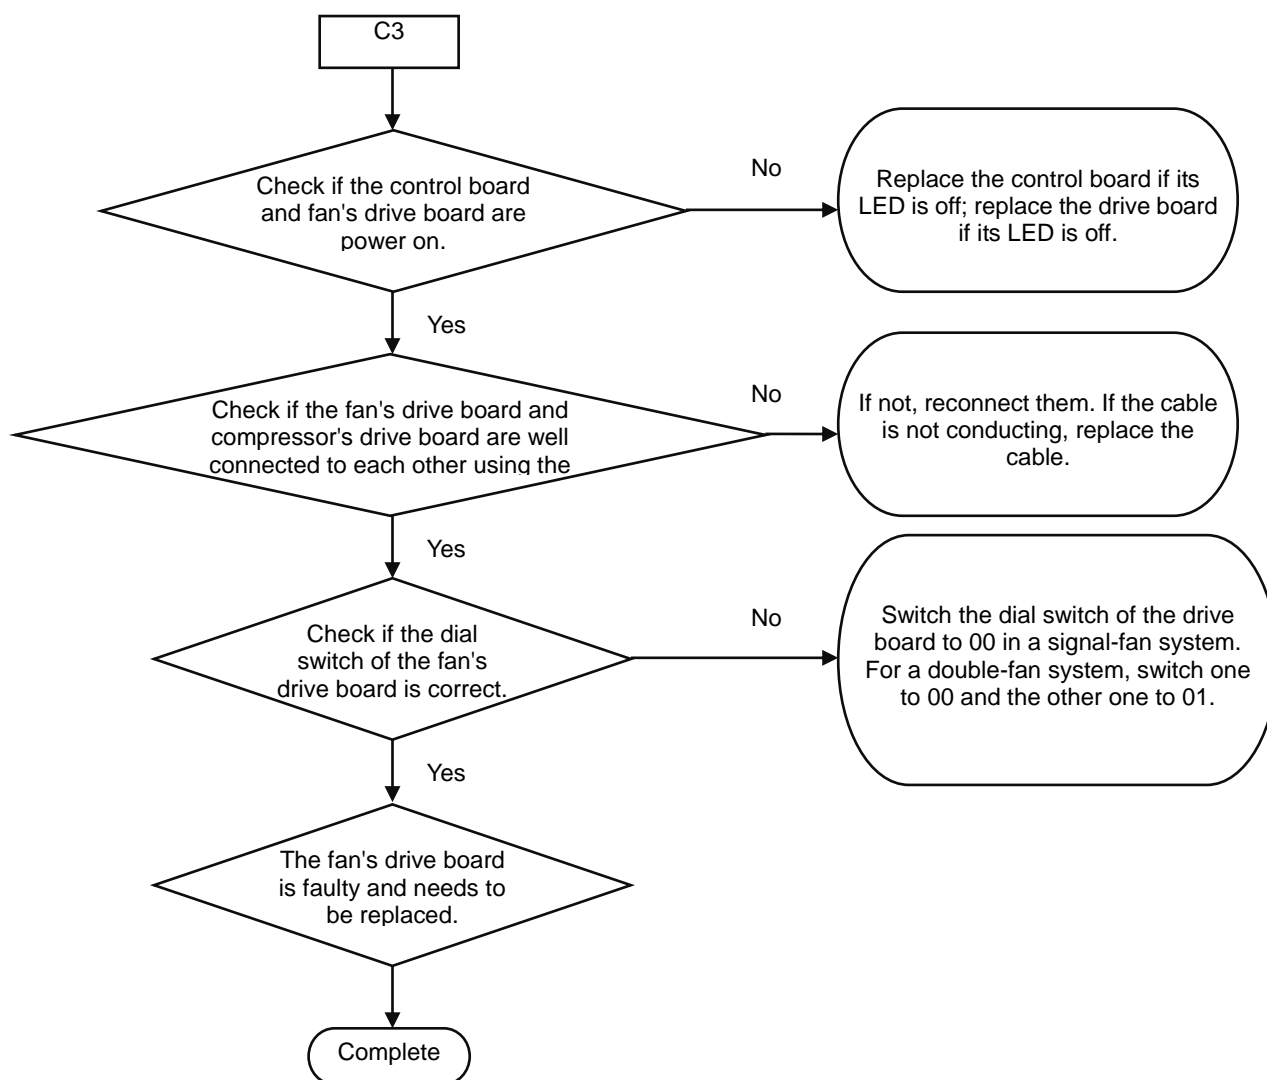 C3
Check if the control board
and fan's drive board are
power on.
No
Replace the control board if its
LED is off; replace the drive board
if its LED is off.
Yes
Check if the fan's drive board and
compressor's drive board are well
connected to each other using the
No
If not, reconnect them. If the cable
is not conducting, replace the
cable.
Yes
Check if the dial
switch of the fan's
drive board is correct.
No
Switch the dial switch of the drive
board to 00 in a signal-fan system.
For a double-fan system, switch one
to 00 and the other one to 01.
Yes
The fan's drive board
is faulty and needs to
be replaced.
Complete